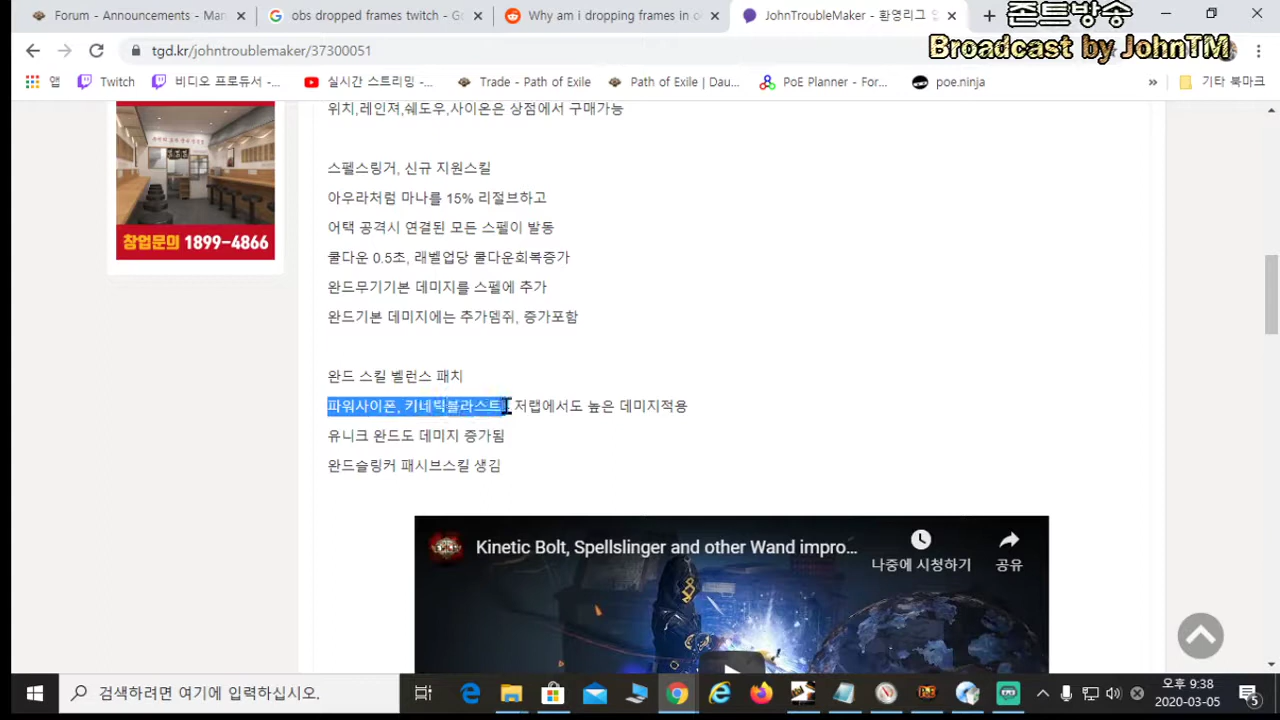 Forum - Announcements - Man
obs dropped frames twitch - Go
Why am i dropping frames in o
JohnTroubleMaker - 환영리그
존트방송
Broadcast by JohnTM
tgd.kr/johntroublemaker/37300051
앱
Twitch
비디오 프로듀서 -...
실시간 스트리밍 -...
Trade - Path of Exile
Path of Exile | Dau...
PoE Planner - For...
poe.ninja
»
기타 북마크
위치,레인져,쉐도우,사이온은 상점에서 구매가능
창업문의 1899-4866
스펠스링거, 신규 지원스킬
아우라처럼 마나를 15% 리절브하고
어택 공격시 연결된 모든 스펠이 발동
쿨다운 0.5초, 래벨업당 쿨다운회복증가
완드무기기본 데미지를 스펠에 추가
완드기본 데미지에는 추가뎀쥐, 증가포함
완드 스킬 벨런스 패치
파워사이폰, 키네틱블라스트, 저랩에서도 높은 데미지적용
유니크 완드도 데미지 증가됨
완드슬링커 패시브스킬 생김
Kinetic Bolt, Spellslinger and other Wand impro...
나중에 시청하기
공유
검색하려면 여기에 입력하십시오.
오후 9:38
2020-03-05
5